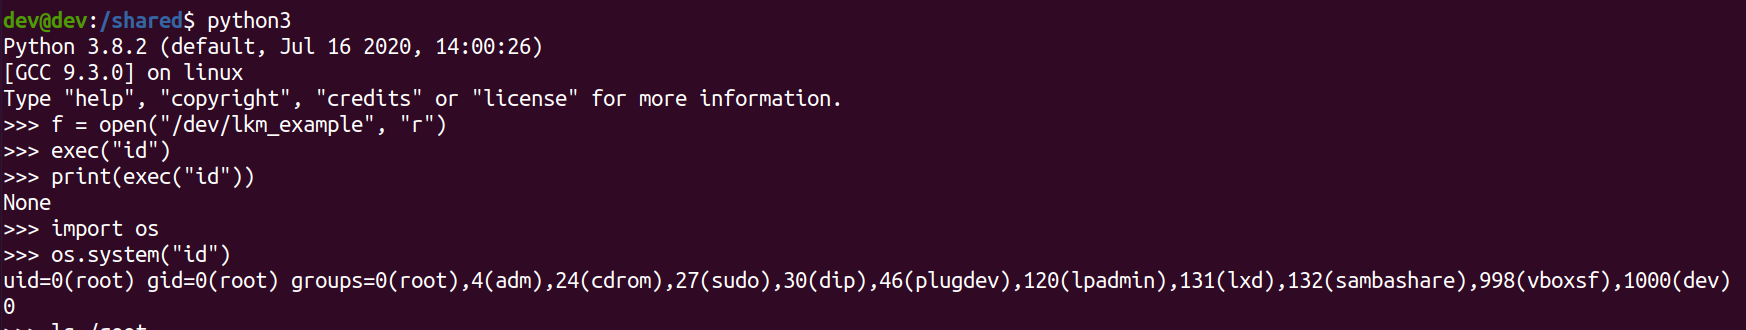 dev@dev:/shared$ python3
Python 3.8.2 (default, Jul 16 2020, 14:00:26)
[GCC 9.3.0] on linux
Type "help", "copyright", "credits" or "license" for more information.
>>> f = open("/dev/lkm_example", "r")
>>> exec("id")
>>> print(exec("id"))
None
>>> import os
>>> os.system("id")
uid=0(root) gid=0(root) groups=0(root),4(adm),24(cdrom),27(sudo),30(dip),46(plugdev),120(lpadmin),131(lxd),132(sambashare),998(vboxsf),1000(dev)
0
>>> ls /root